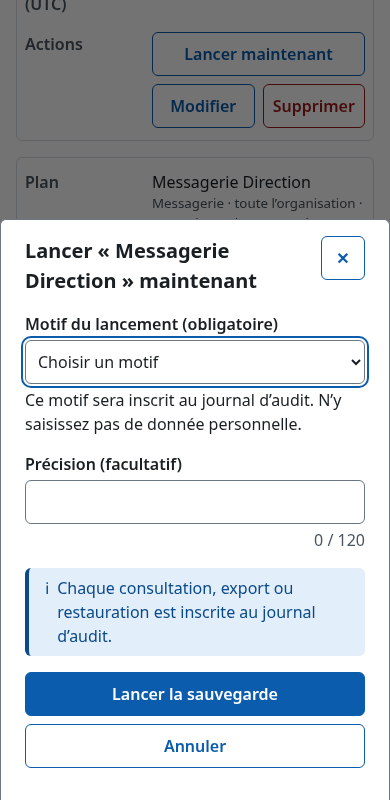 (UTC)
Actions
Lancer maintenant
Modifier
Supprimer
Plan
Messagerie Direction
Messagerie · toute l’organisation ·
Lancer « Messagerie
Direction » maintenant
×
Motif du lancement (obligatoire)
Choisir un motif
Ce motif sera inscrit au journal d’audit. N’y
saisissez pas de donnée personnelle.
Précision (facultatif)
0 / 120
i Chaque consultation, export ou
restauration est inscrite au journal
d’audit.
Lancer la sauvegarde
Annuler